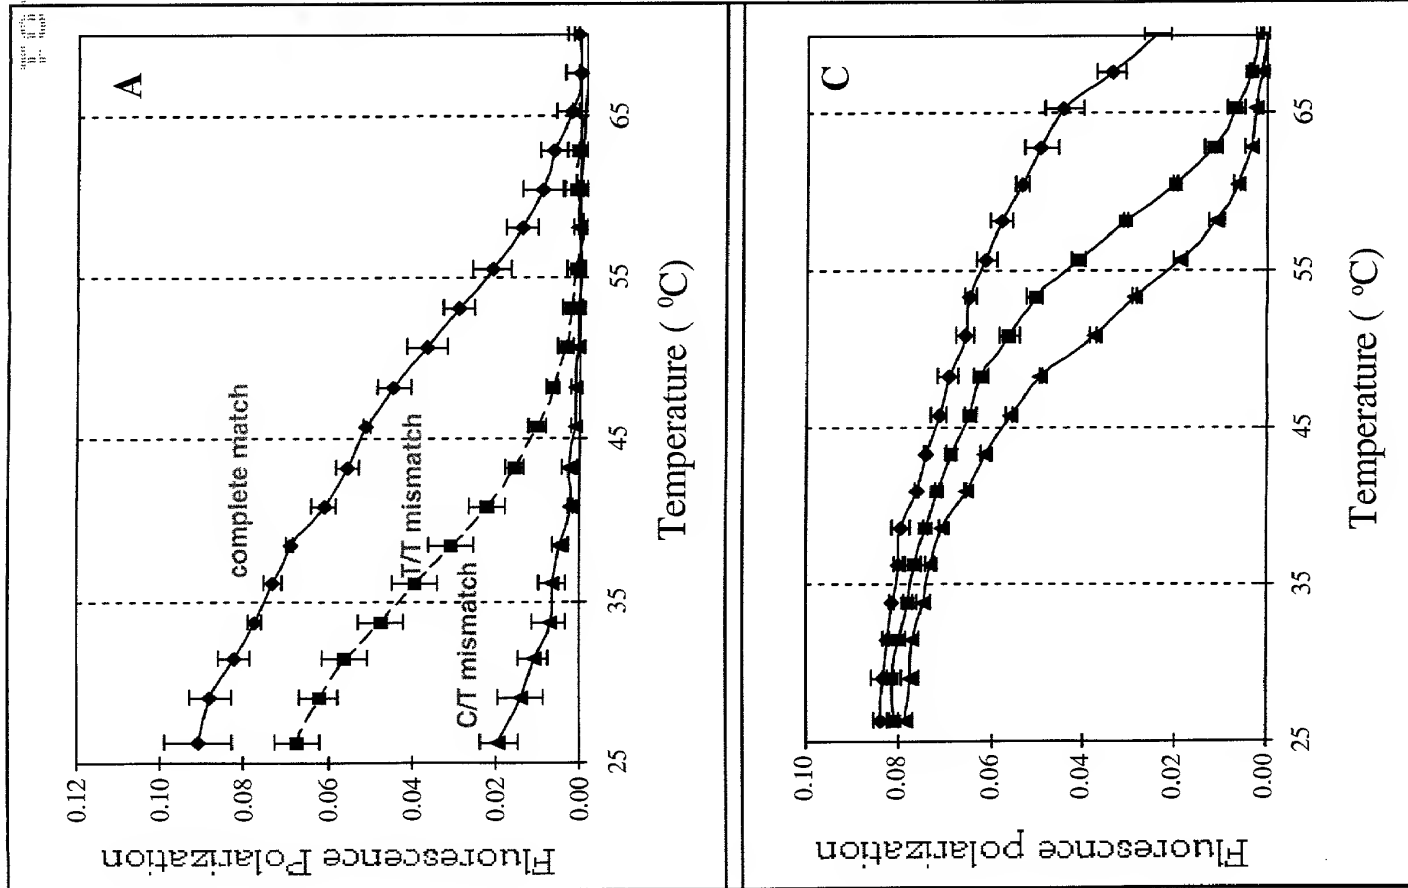 A
Fluorescence Polarization
0.12
0.10
0.08
0.06
0.04
0.02
0.00
complete match
T/T mismatch
C/T mismatch
25
35
45
55
65
Temperature ( ⁰C)
C
Fluorescence polarization
0.10
0.08
0.06
0.04
0.02
0.00
25
35
45
55
65
Temperature ( ºC)